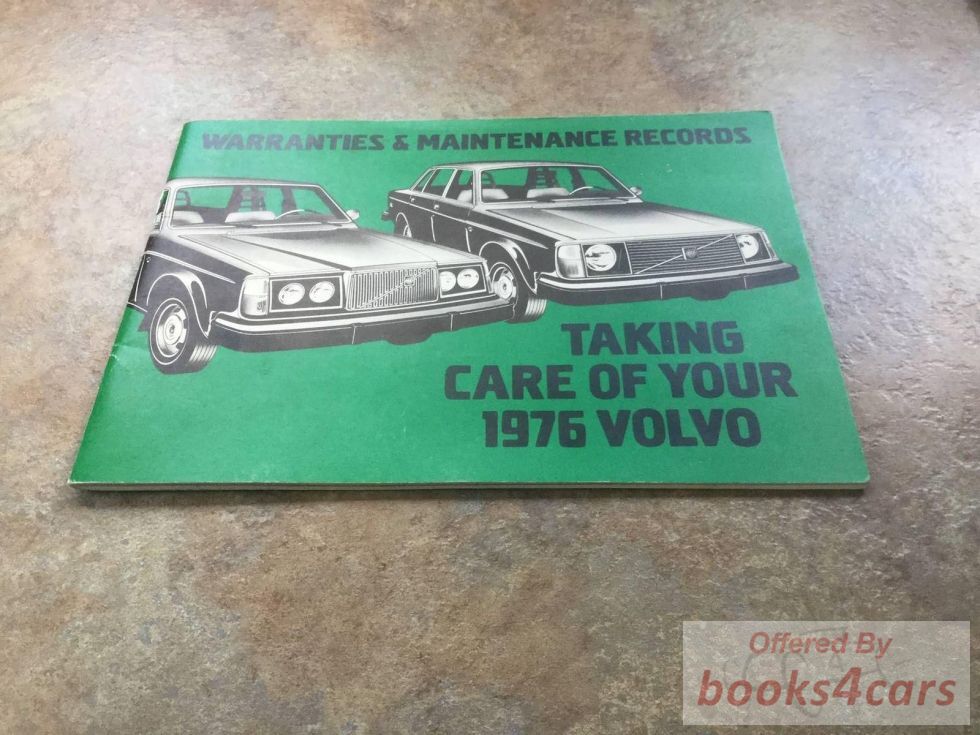 WARRANTIES & MAINTENANCE RECORDS
TAKING
CARE OF YOUR
1976 VOLVO
Offered By
books4cars